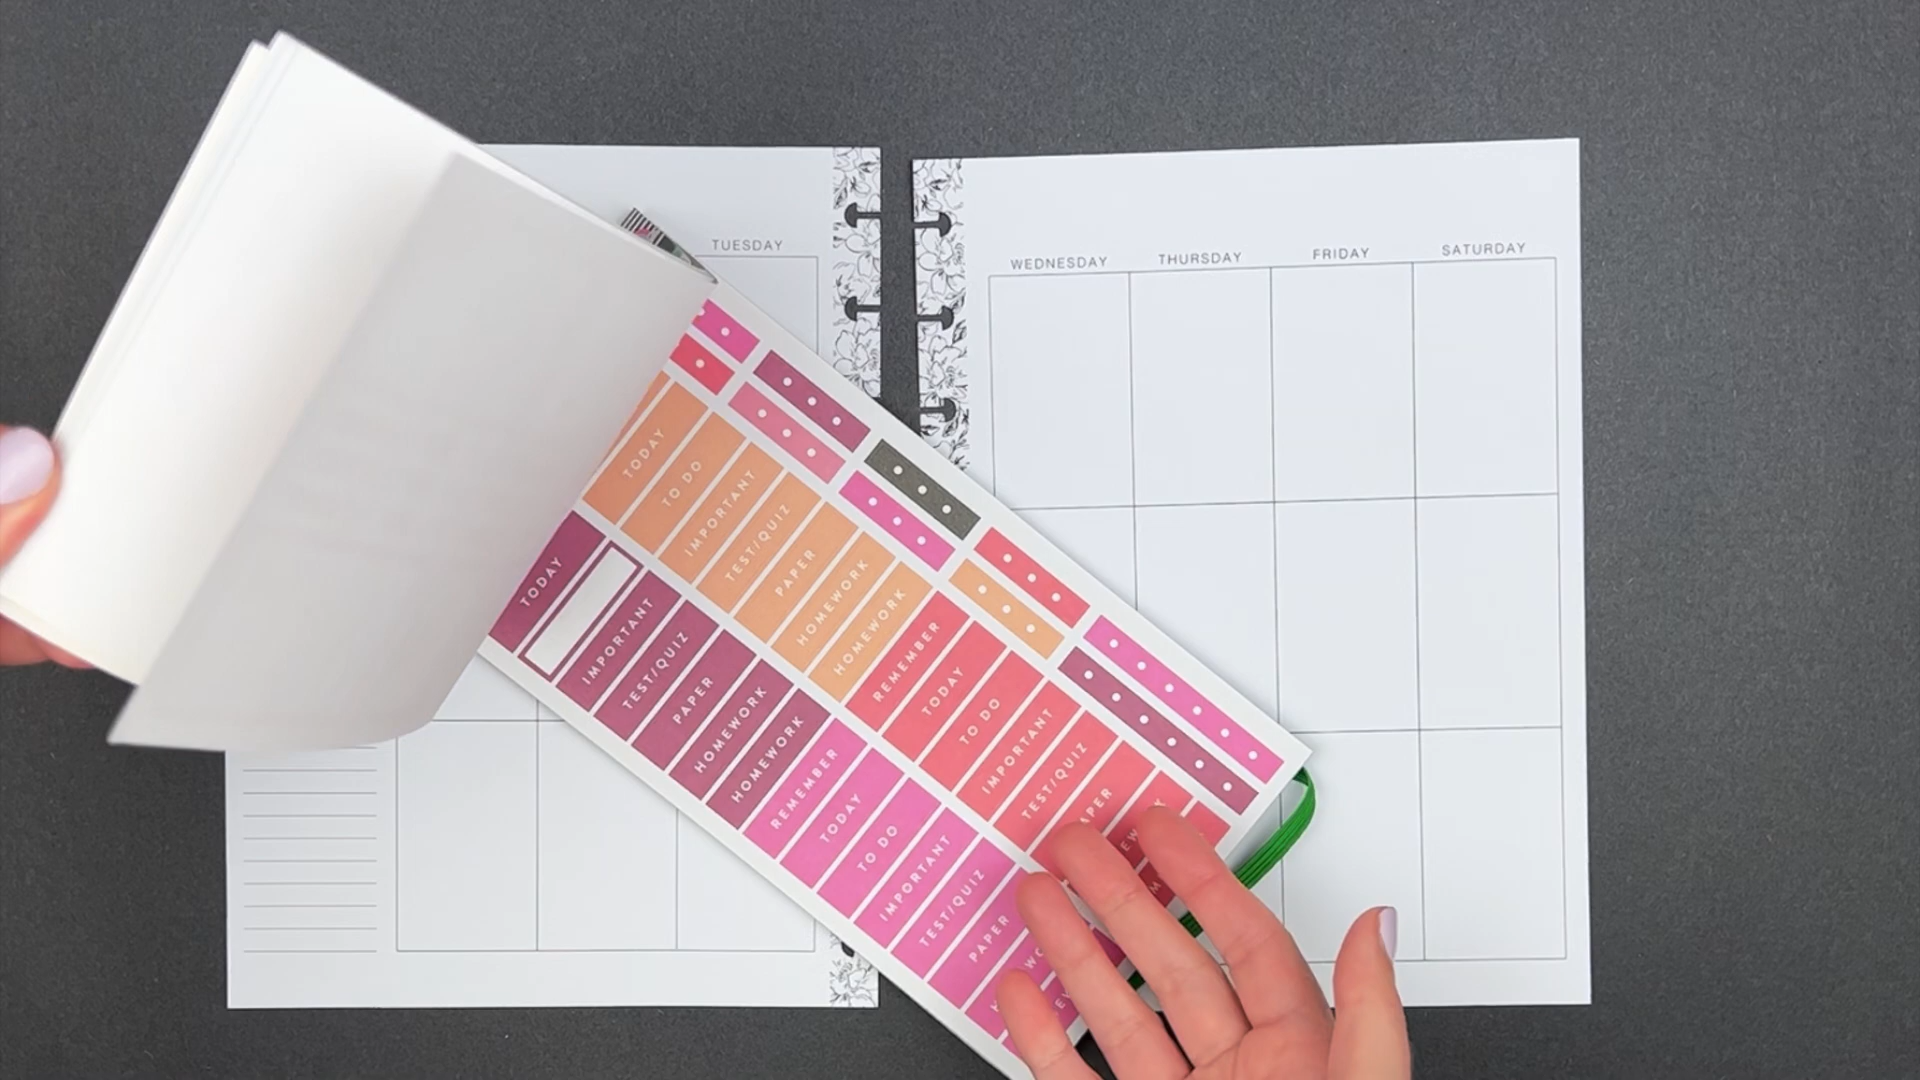 TUESDAY
WEDNESDAY THURSDAY FRIDAY SATURDAY
TODAY
TO DO
IMPORTANT
TEST/QUIZ
PAPER
HOMEWORK
HOMEWORK
REMEMBER
TODAY
TO DO
IMPORTANT
TEST/QUIZ
TODAY
IMPORTANT
TEST/QUIZ
PAPER
HOMEWORK
HOMEWORK
REMEMBER
TODAY
TO DO
IMPORTANT
TEST/QUIZ
PAPER